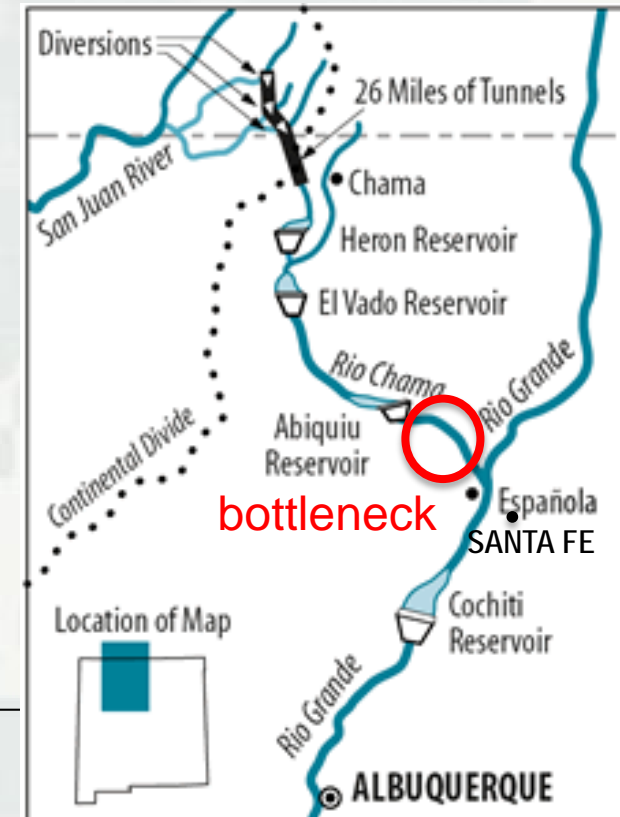 Diversions
26 Miles of Tunnels
San Juan River
Chama
Heron Reservoir
El Vado Reservoir
Rio Chama
Rio Grande
Continental Divide
Abiquiu
Reservoir
bottleneck
Española
SANTA FE
Cochiti
Reservoir
Location of Map
Rio Grande
ALBUQUERQUE